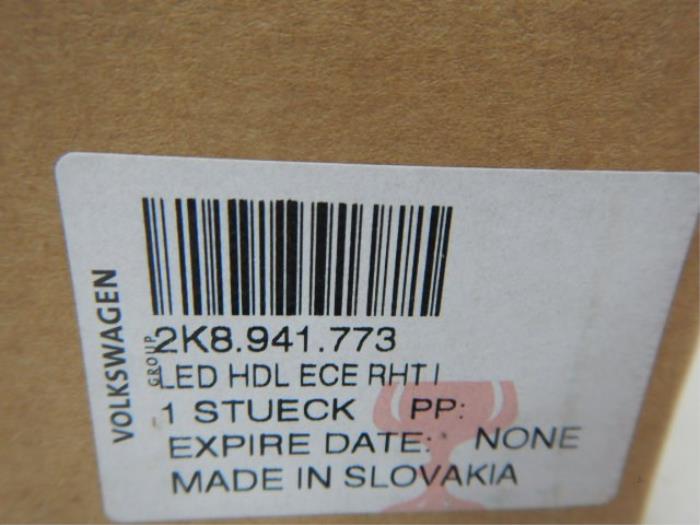 VOLKSWAGEN
GROUP
2K8.941.773
LED HDL ECE RHT I
1 STUECK PP:
EXPIRE DATE: NONE
MADE IN SLOVAKIA